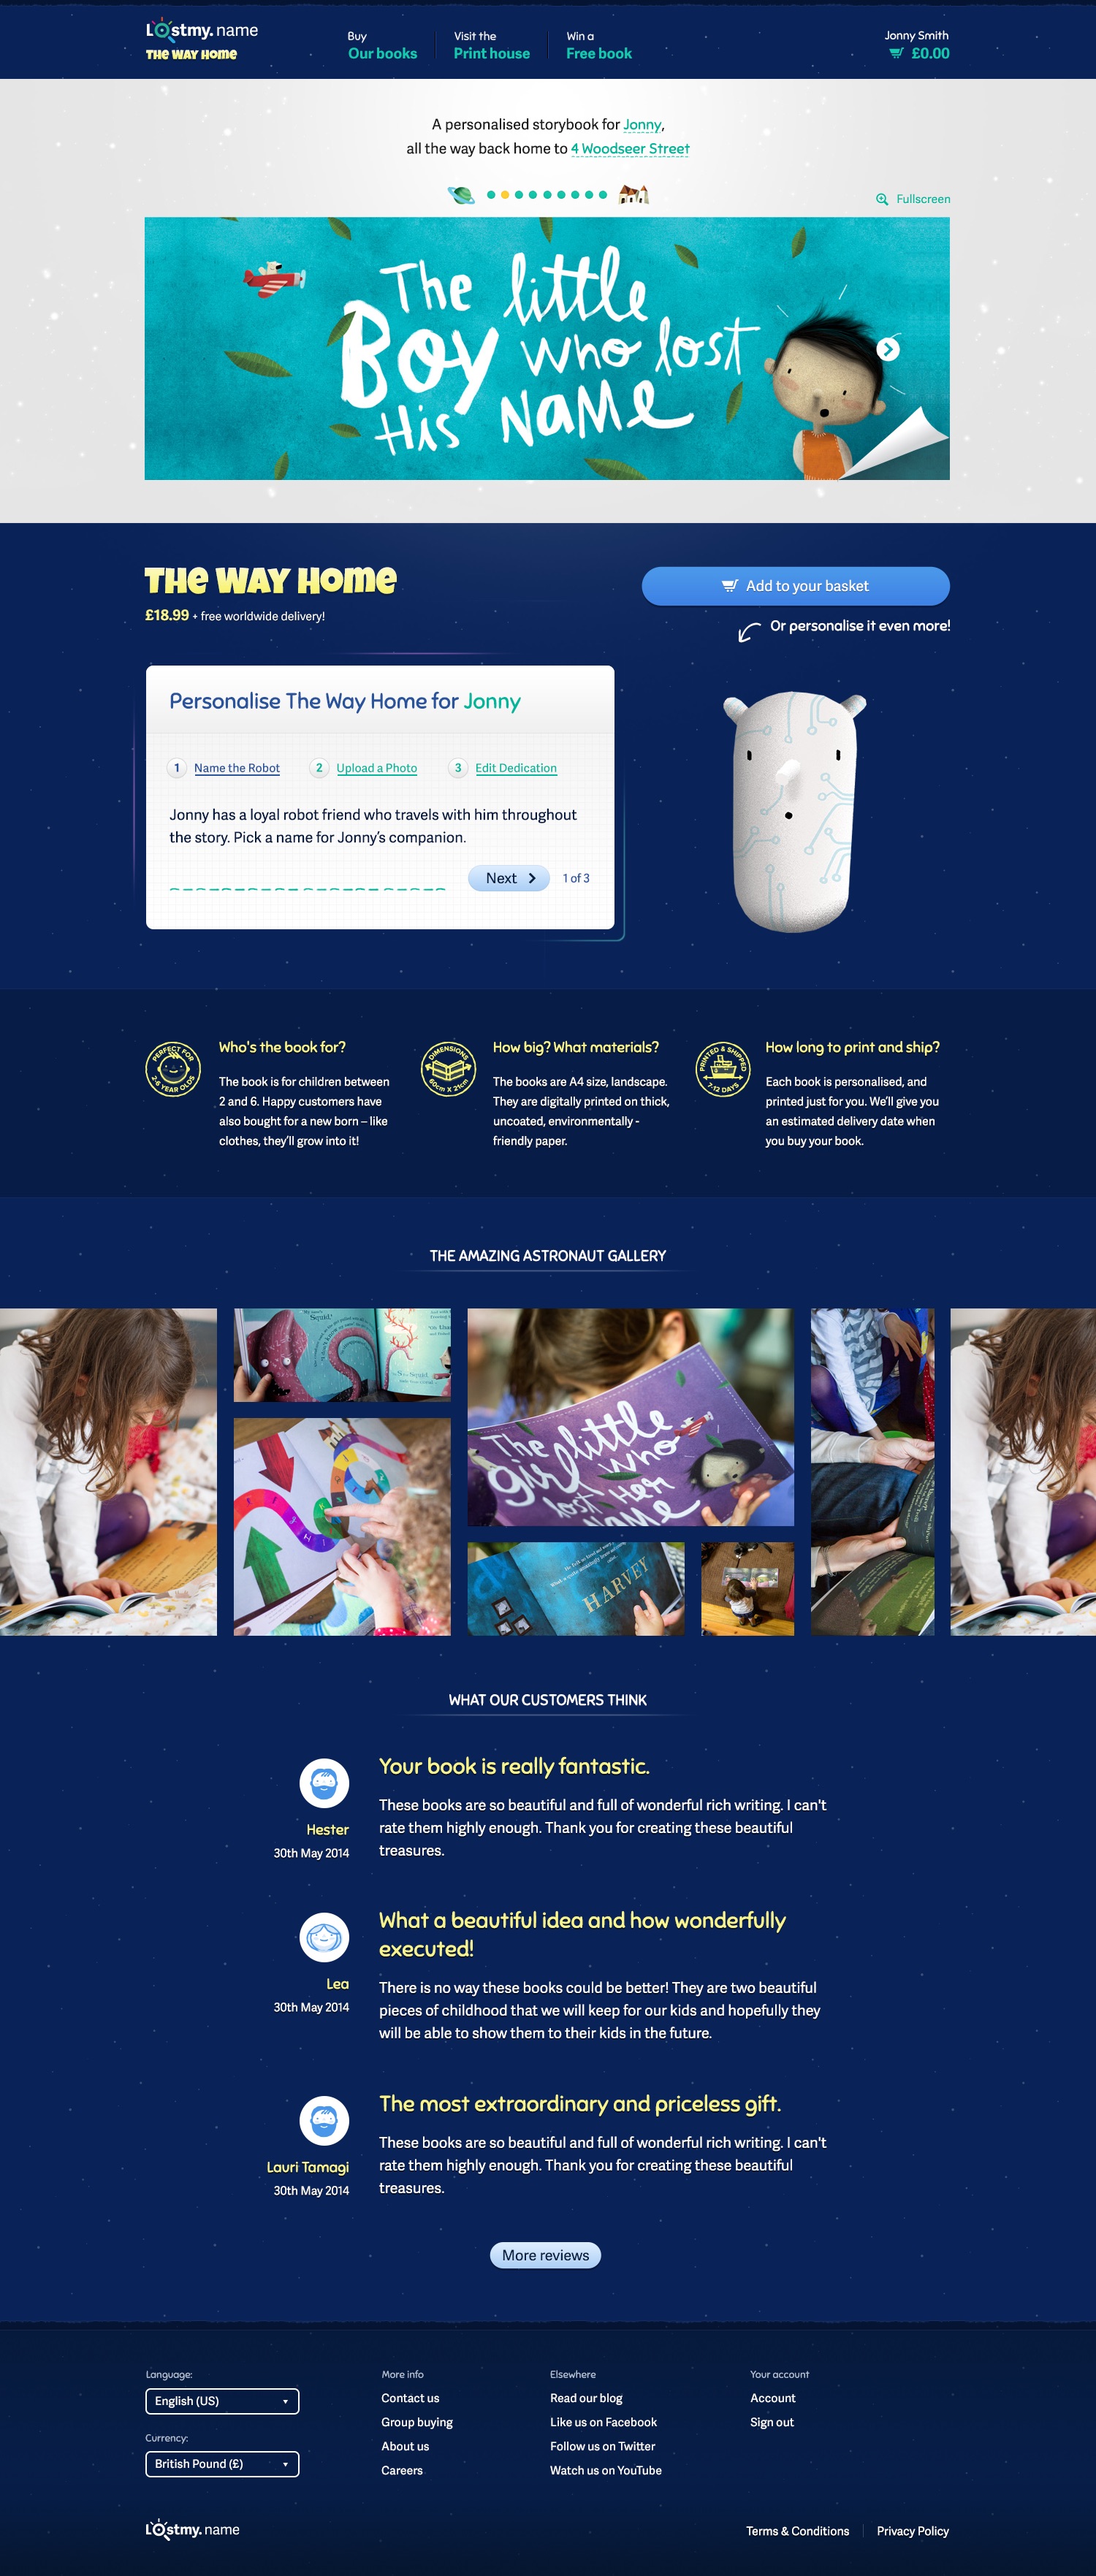 Lostmy.name
THE WAY HOME
Buy
Our books
Visit the
Print house
Win a
Free book
Jonny Smith
£0.00
A personalised storybook for Jonny,
all the way back home to 4 Woodseer Street
Fullscreen
The little
Boy who lost
His Name
THE WAY HOME
£18.99 + free worldwide delivery!
Add to your basket
Or personalise it even more!
Personalise The Way Home for Jonny
1 Name the Robot
2 Upload a Photo
3 Edit Dedication
Jonny has a loyal robot friend who travels with him throughout
the story. Pick a name for Jonny's companion.
Next
1 of 3
PERFECT FOR
2-6 YEAR OLDS
Who's the book for?
The book is for children between
2 and 6. Happy customers have
also bought for a new born – like
clothes, they'll grow into it!
DIMENSIONS
60cm X 21cm
How big? What materials?
The books are A4 size, landscape.
They are digitally printed on thick,
uncoated, environmentally -
friendly paper.
PRINTED & SHIPPED
7-12 DAYS
How long to print and ship?
Each book is personalised, and
printed just for you. We'll give you
an estimated delivery date when
you buy your book.
THE AMAZING ASTRONAUT GALLERY
Squid!
The little
girl who
lost Her
Name
HARVEY
WHAT OUR CUSTOMERS THINK
Hester
30th May 2014
Your book is really fantastic.
These books are so beautiful and full of wonderful rich writing. I can't
rate them highly enough. Thank you for creating these beautiful
treasures.
Lea
30th May 2014
What a beautiful idea and how wonderfully
executed!
There is no way these books could be better! They are two beautiful
pieces of childhood that we will keep for our kids and hopefully they
will be able to show them to their kids in the future.
Lauri Tamagi
30th May 2014
The most extraordinary and priceless gift.
These books are so beautiful and full of wonderful rich writing. I can't
rate them highly enough. Thank you for creating these beautiful
treasures.
More reviews
Language:
English (US)
Currency:
British Pound (£)
More info
Contact us
Group buying
About us
Careers
Elsewhere
Read our blog
Like us on Facebook
Follow us on Twitter
Watch us on YouTube
Your account
Account
Sign out
Lostmy.name
Terms & Conditions
Privacy Policy